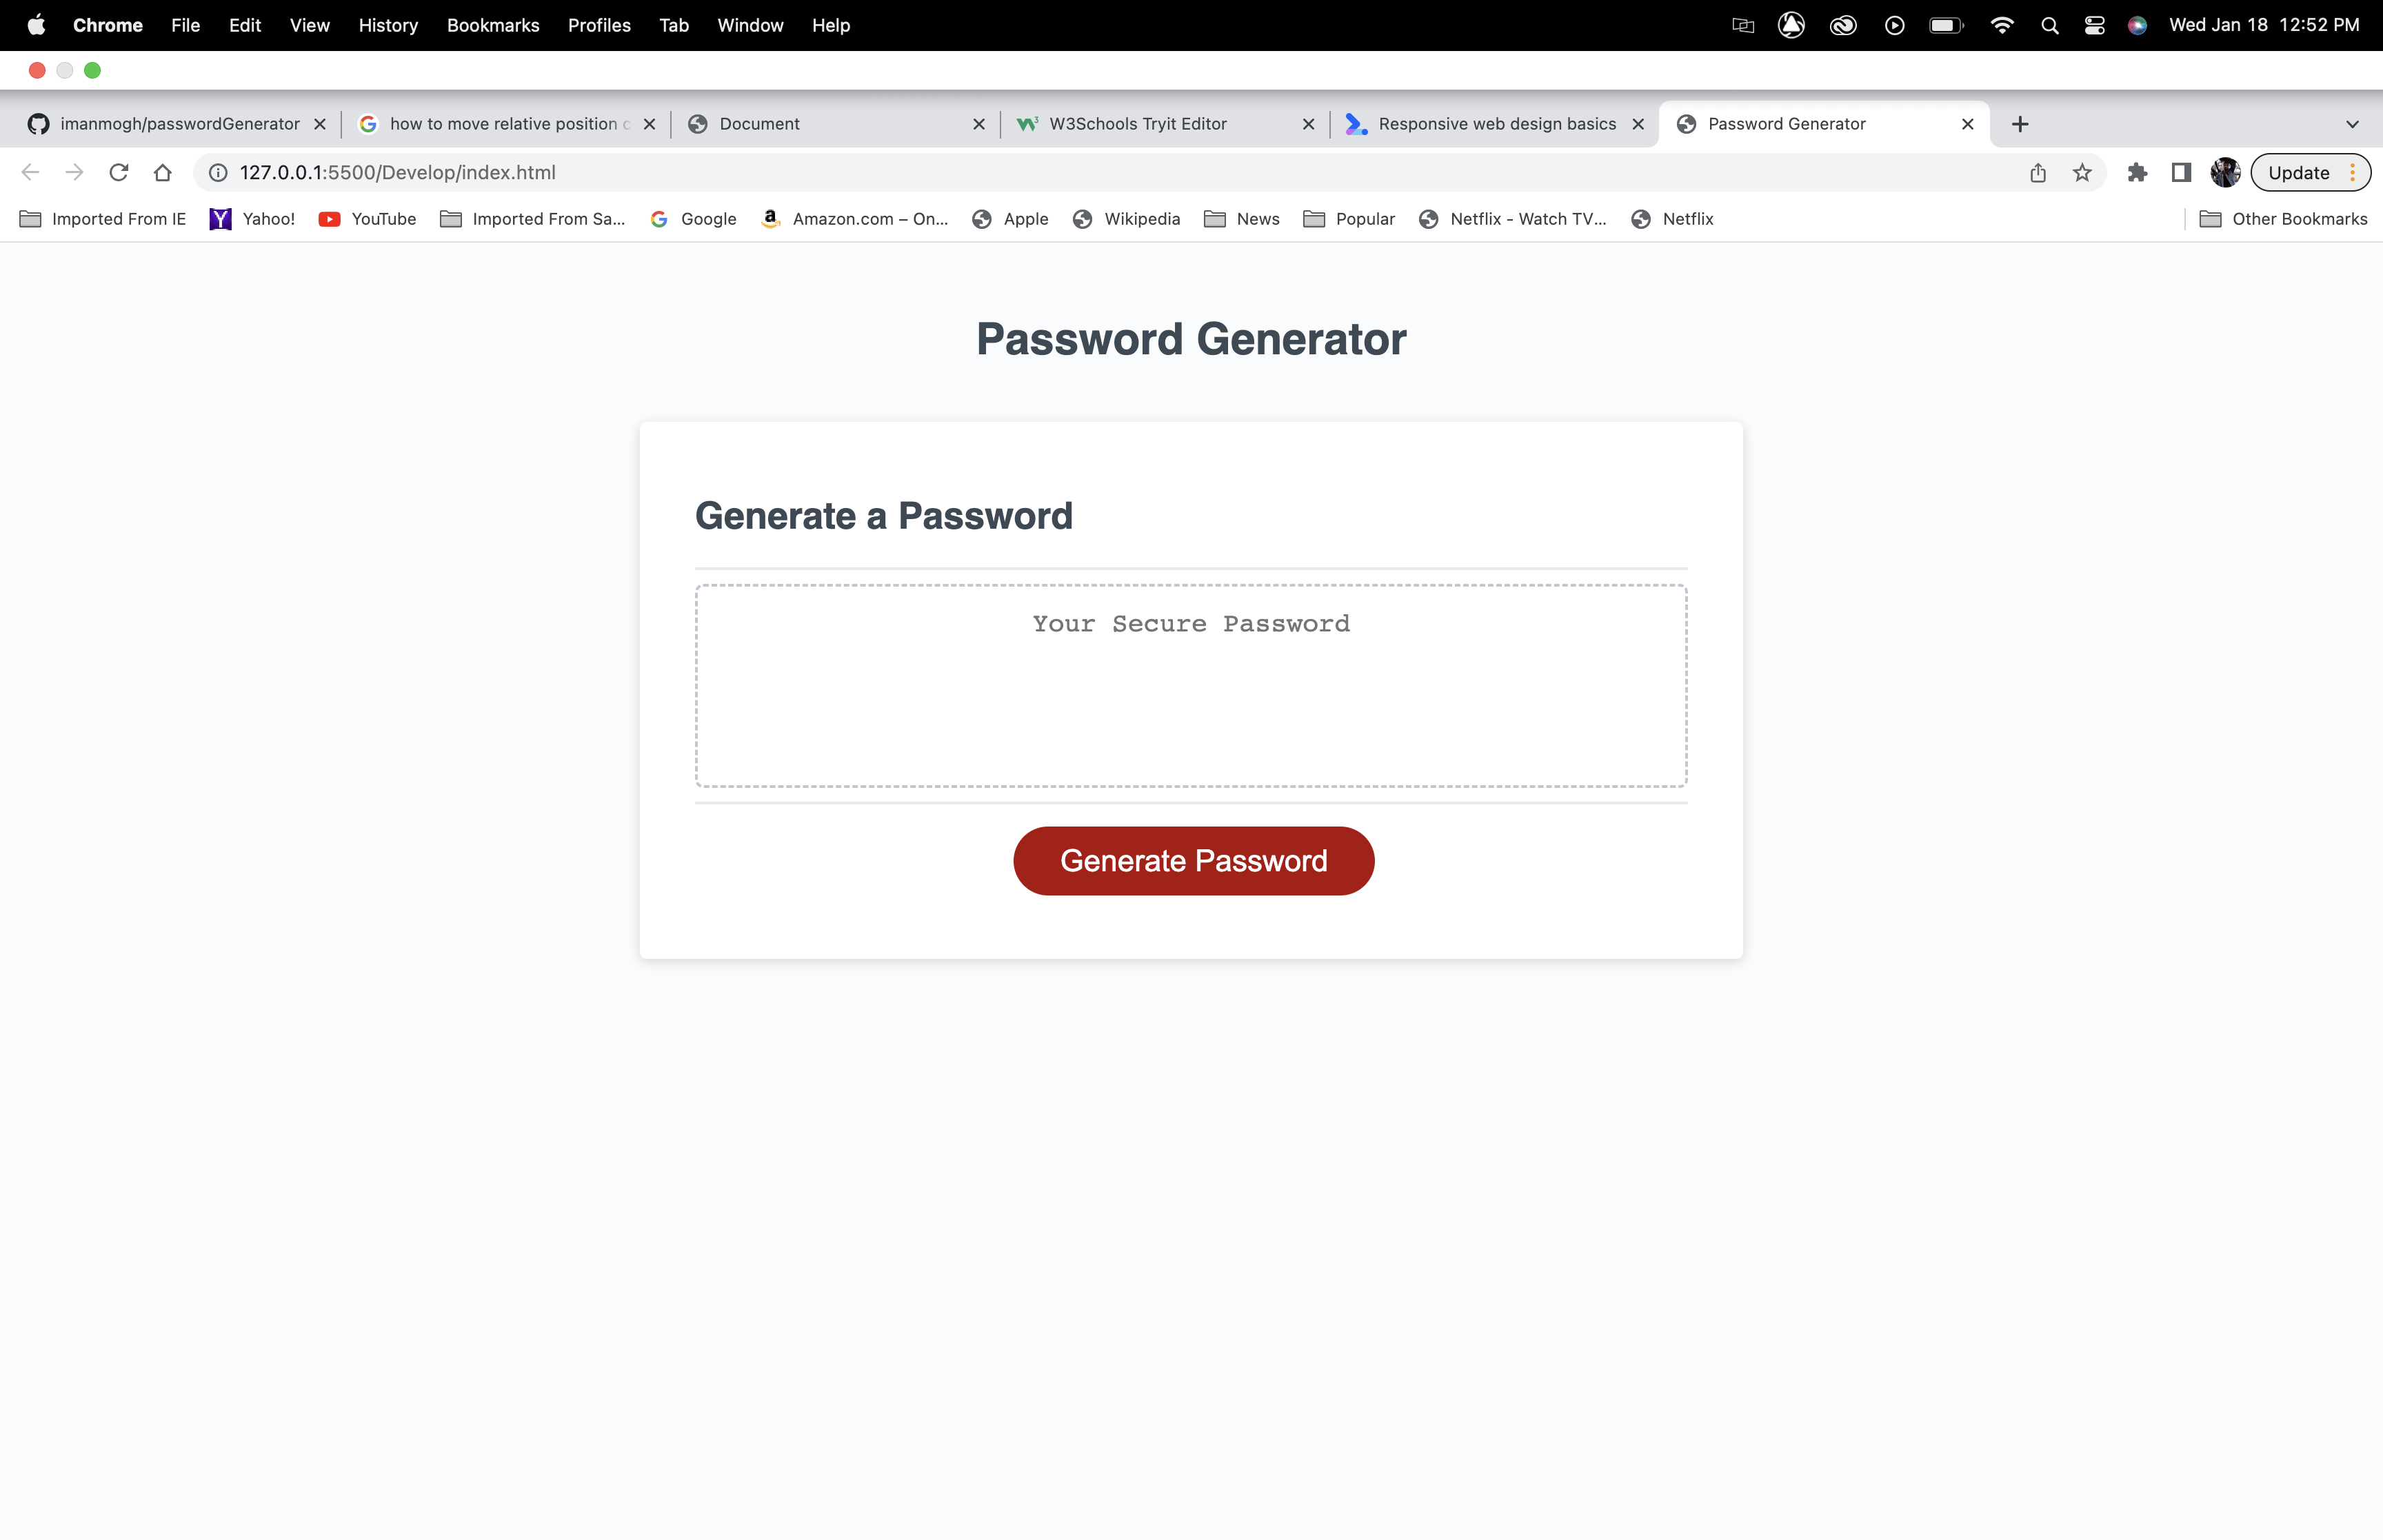 Chrome File Edit View History Bookmarks Profiles Tab Window Help Wed Jan 18 12:52 PM
imanmogh/passwordGenerator how to move relative position Document W3Schools Tryit Editor Responsive web design basics Password Generator
127.0.0.1:5500/Develop/index.html Update
Imported From IE Yahoo! YouTube Imported From Sa... Google Amazon.com – On... Apple Wikipedia News Popular Netflix - Watch TV... Netflix Other Bookmarks
Password Generator
Generate a Password
Your Secure Password
Generate Password